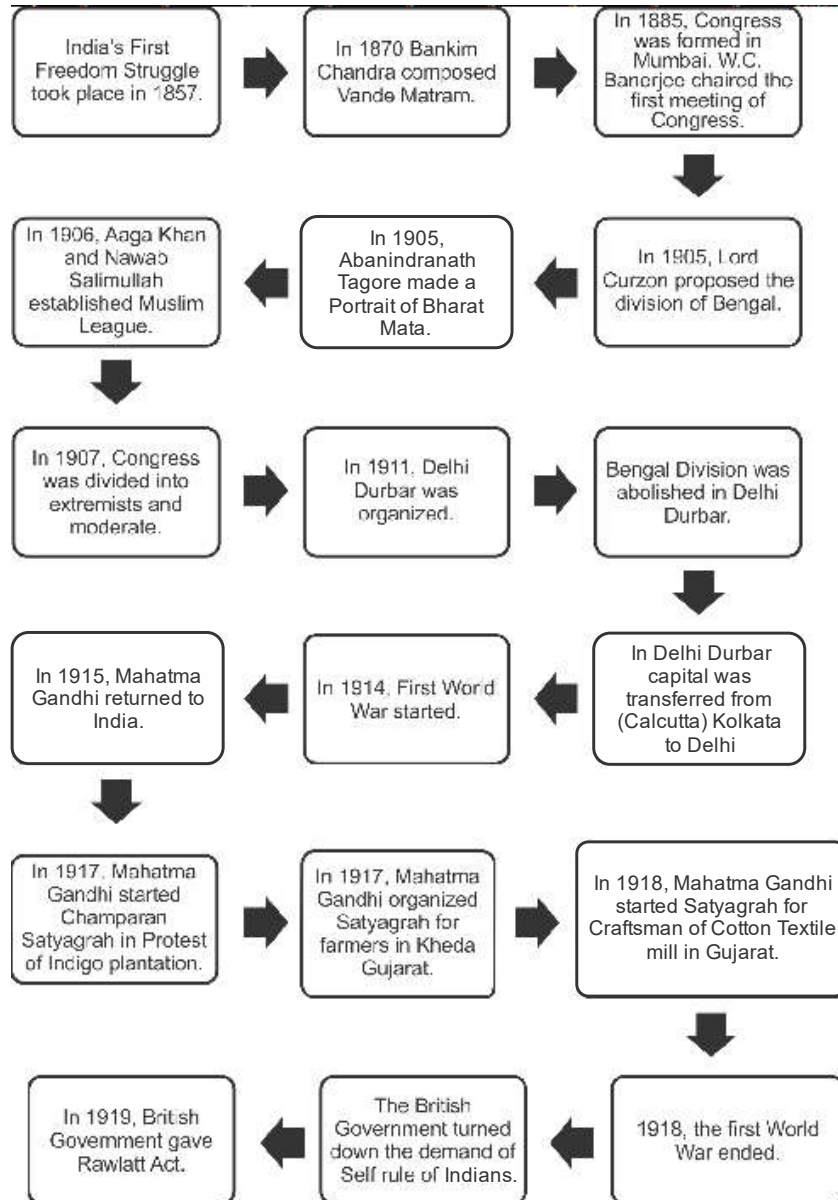 India's First
Freedom Struggle
took place in 1857.
In 1870 Bankim
Chandra composed
Vande Matram.
In 1885, Congress
was formed in
Mumbai. W.C.
Banerjee chaired the
first meeting of
Congress.
In 1905, Lord
Curzon proposed the
division of Bengal.
In 1905,
Abanindranath
Tagore made a
Portrait of Bharat
Mata.
In 1906, Aaga Khan
and Nawab
Salimullah
established Muslim
League.
In 1907, Congress
was divided into
extremists and
moderate.
In 1911, Delhi
Durbar was
organized.
Bengal Division was
abolished in Delhi
Durbar.
In Delhi Durbar
capital was
transferred from
(Calcutta) Kolkata
to Delhi
In 1914, First World
War started.
In 1915, Mahatma
Gandhi returned to
India.
In 1917, Mahatma
Gandhi started
Champaran
Satyagrah in Protest
of Indigo plantation.
In 1917, Mahatma
Gandhi organized
Satyagrah for
farmers in Kheda
Gujarat.
In 1918, Mahatma Gandhi
started Satyagrah for
Craftsman of Cotton Textile
mill in Gujarat.
1918, the first World
War ended.
The British
Government turned
down the demand of
Self rule of Indians.
In 1919, British
Government gave
Rawlatt Act.